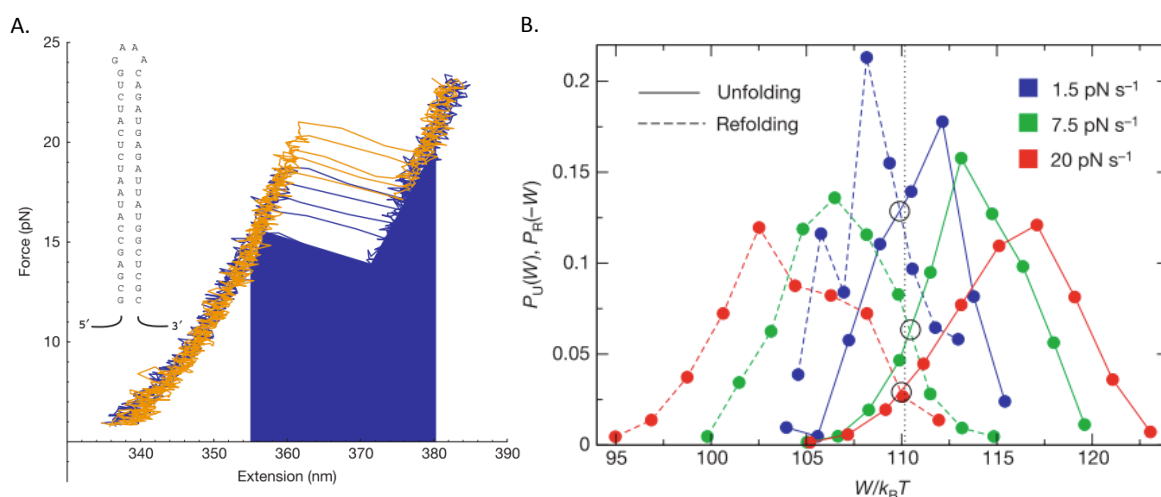 A.
25
20
15
10
Force (pN)
A A
G A
G C
U A
C G
U A
A U
C G
U A
C G
U A
A U
A U
U A
A U
C G
C G
G C
A U
G C
C G
G C
5′ 3′
340 350 360 370 380 390
Extension (nm)
B.
0.2
0.15
0.1
0.05
0
P_U(W), P_R(−W)
Unfolding
Refolding
1.5 pN s⁻¹
7.5 pN s⁻¹
20 pN s⁻¹
95 100 105 110 115 120
W/k_BT